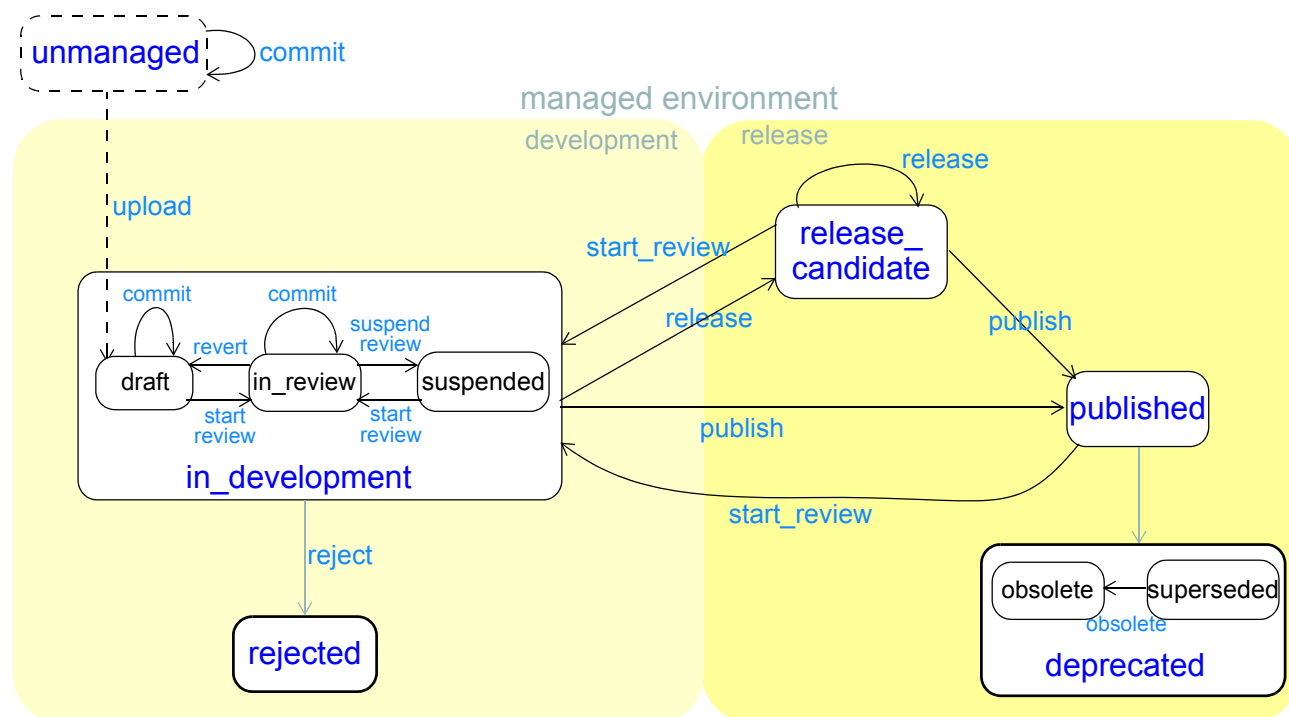 unmanaged
commit
managed environment
development
release
release
upload
start_review
release_
candidate
commit
commit
suspend
review
release
publish
revert
draft
in_review
suspended
start
review
start
review
published
publish
in_development
start_review
reject
obsolete
superseded
obsolete
rejected
deprecated